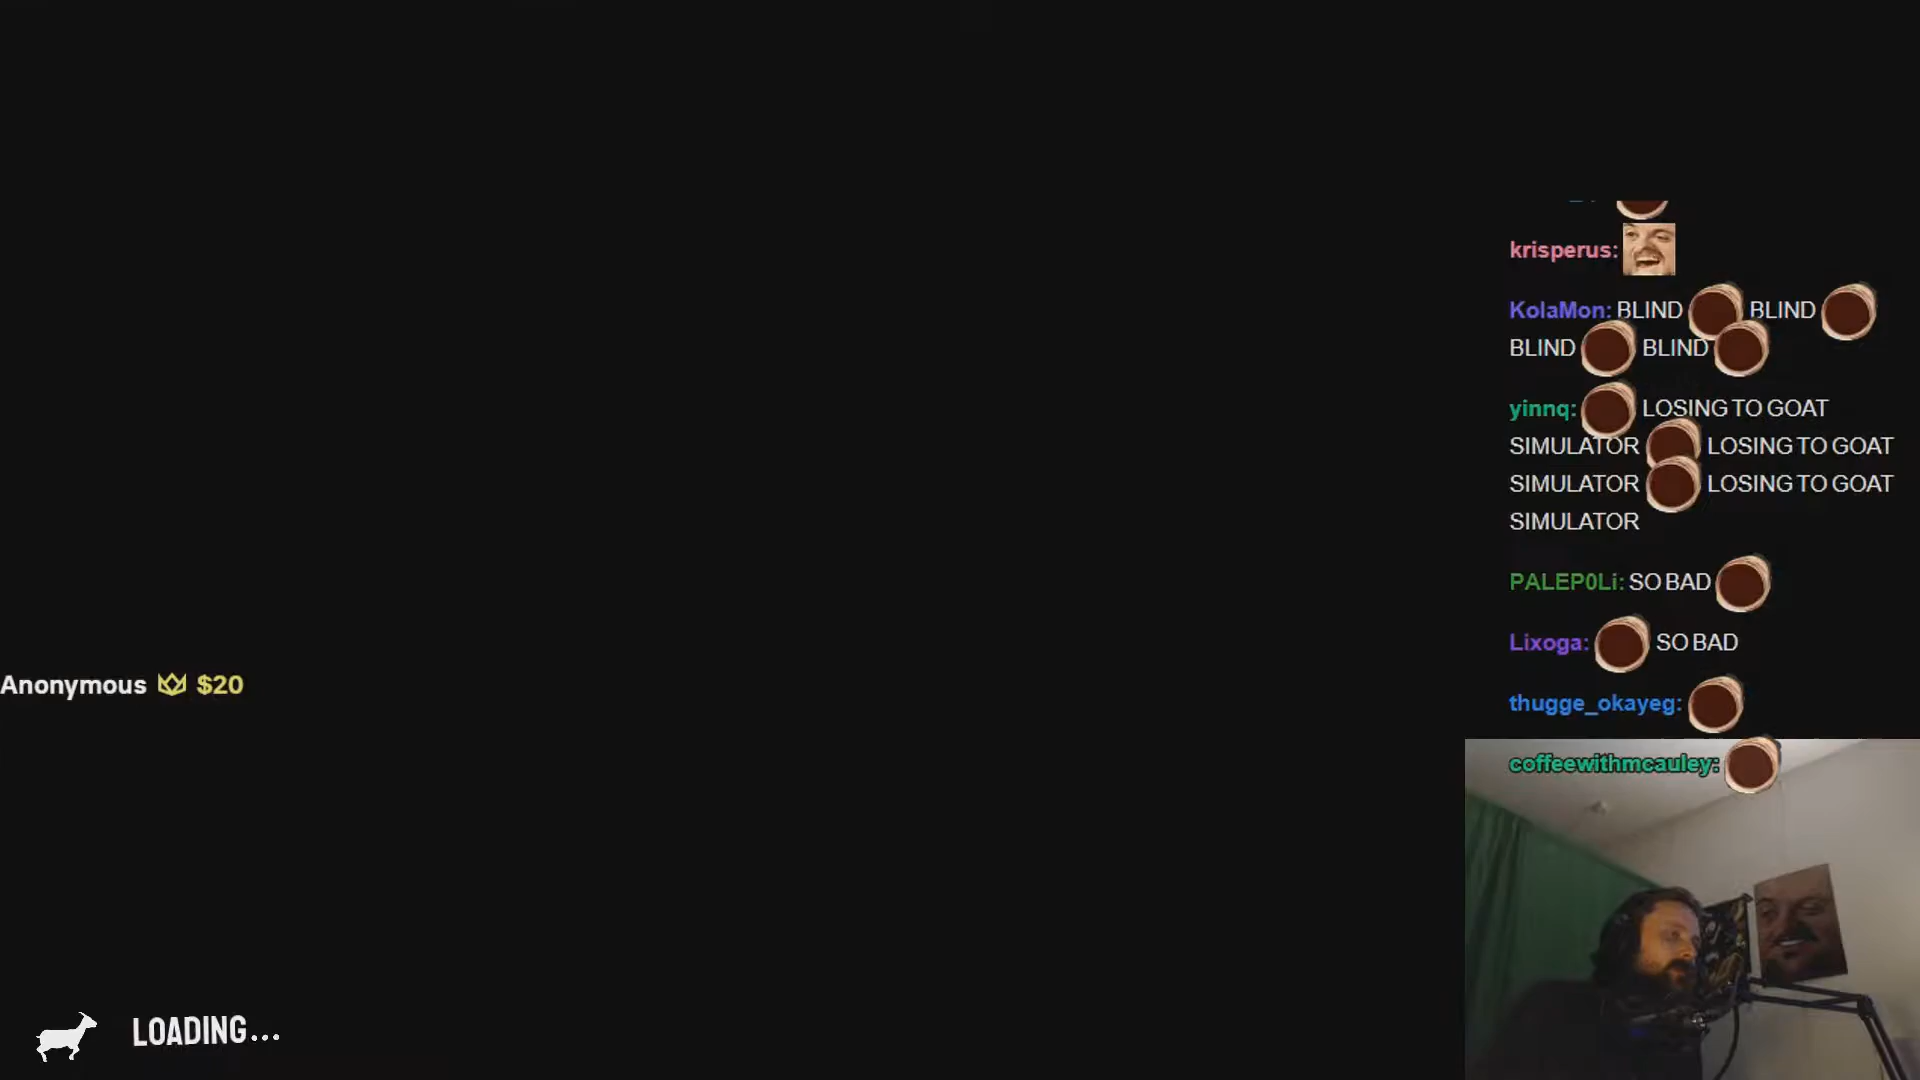 krisperus:
KolaMon: BLIND BLIND
BLIND BLIND
yinnq: LOSING TO GOAT
SIMULATOR LOSING TO GOAT
SIMULATOR LOSING TO GOAT
SIMULATOR
PALEP0Li: SO BAD
Lixoga: SO BAD
Anonymous $20
thugge_okayeg:
coffeewithmcauley:
LOADING...